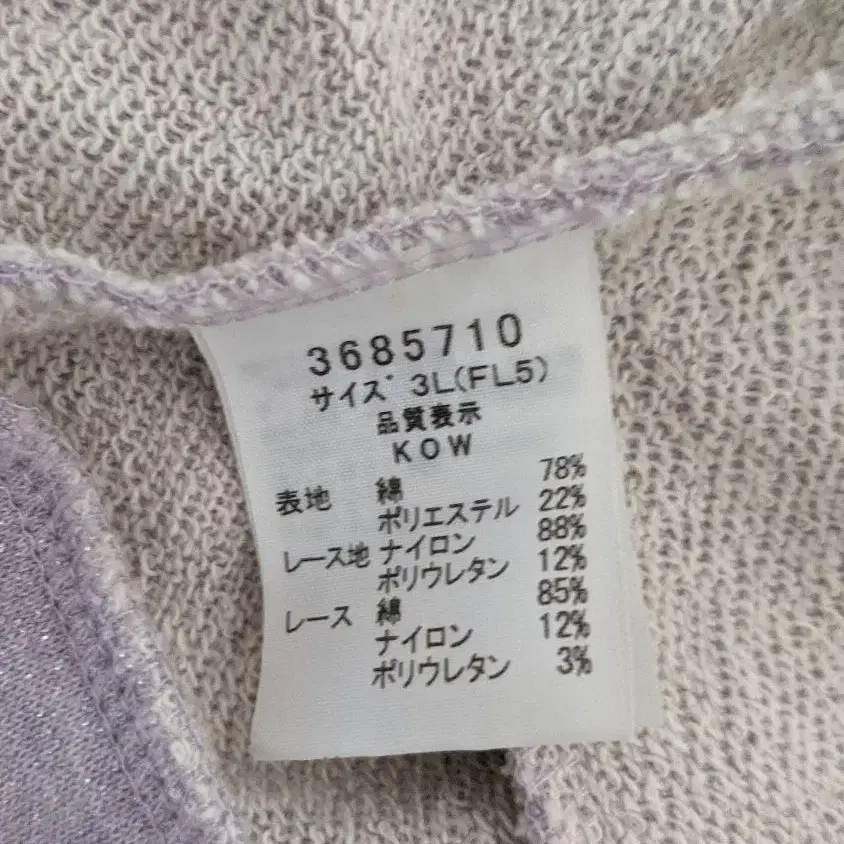 3685710
サイズ 3L(FL5)
品質表示
KOW
表地 綿 78%
ポリエステル 22%
レース地 ナイロン 88%
ポリウレタン 12%
レース 綿 85%
ナイロン 12%
ポリウレタン 3%